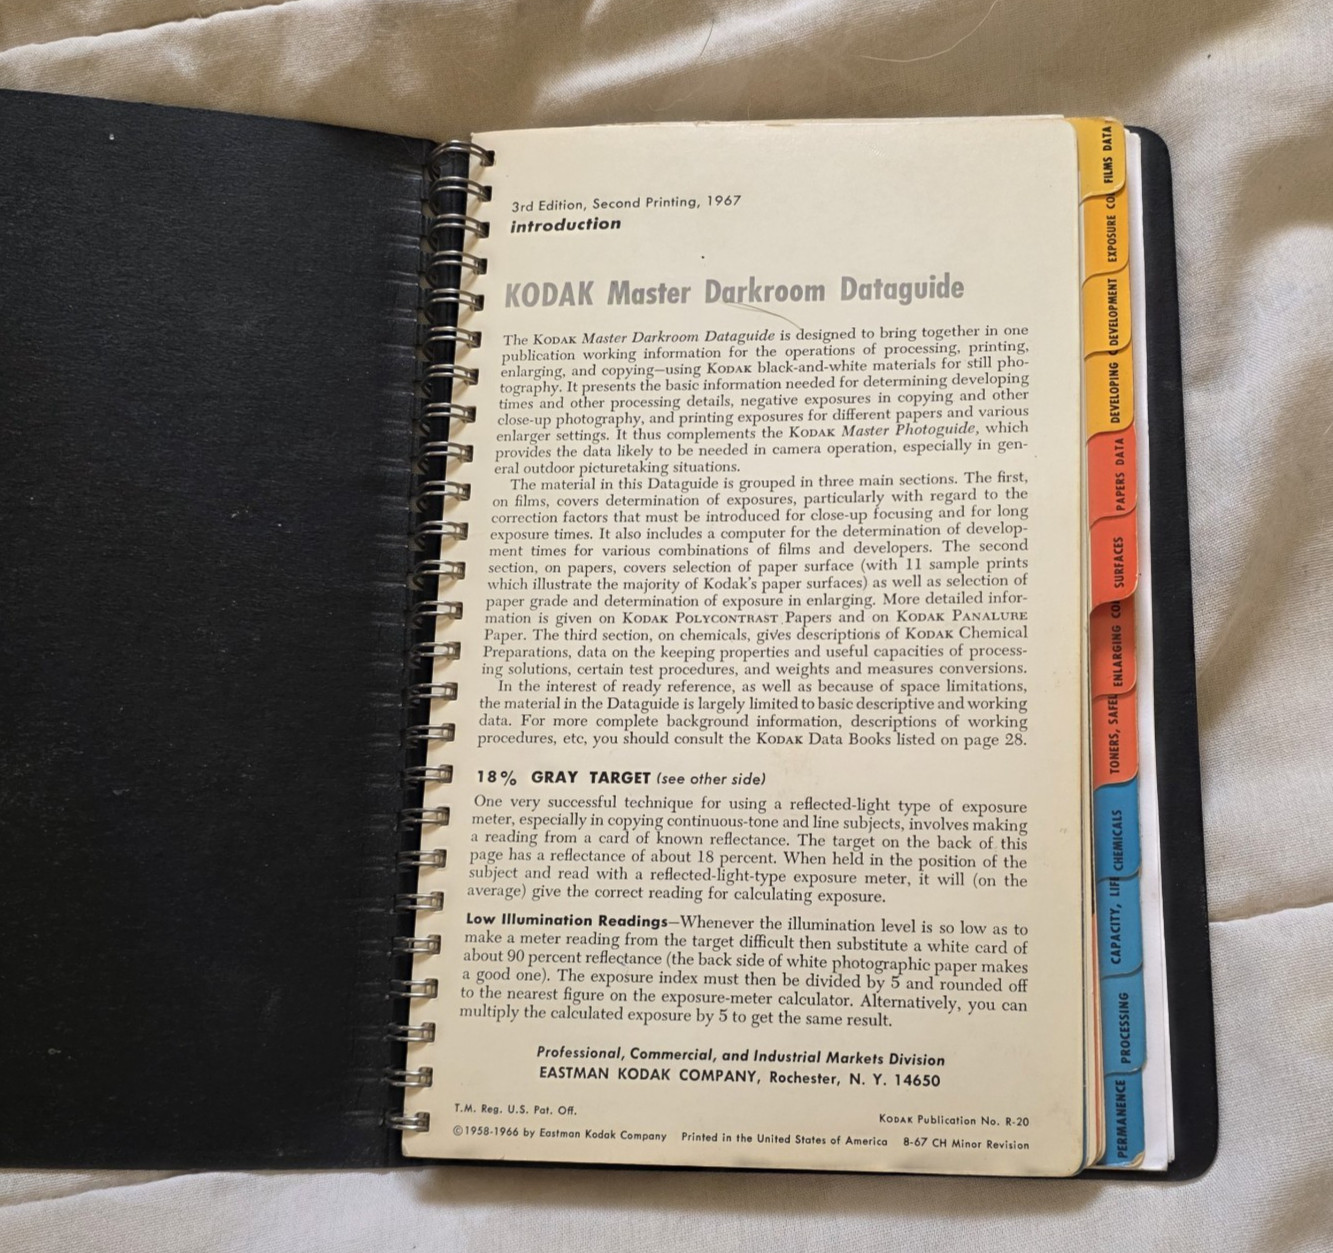 3rd Edition, Second Printing, 1967
introduction
KODAK Master Darkroom Dataguide
The KODAK Master Darkroom Dataguide is designed to bring together in one
publication working information for the operations of processing, printing,
enlarging, and copying—using KODAK black-and-white materials for still pho-
tography. It presents the basic information needed for determining developing
times and other processing details, negative exposures in copying and other
close-up photography, and printing exposures for different papers and various
enlarger settings. It thus complements the KODAK Master Photoguide, which
provides the data likely to be needed in camera operation, especially in gen-
eral outdoor picturetaking situations.
The material in this Dataguide is grouped in three main sections. The first,
on films, covers determination of exposures, particularly with regard to the
correction factors that must be introduced for close-up focusing and for long
exposure times. It also includes a computer for the determination of develop-
ment times for various combinations of films and developers. The second
section, on papers, covers selection of paper surface (with 11 sample prints
which illustrate the majority of Kodak's paper surfaces) as well as selection of
paper grade and determination of exposure in enlarging. More detailed infor-
mation is given on KODAK POLYCONTRAST Papers and on KODAK PANALURE
Paper. The third section, on chemicals, gives descriptions of KODAK Chemical
Preparations, data on the keeping properties and useful capacities of process-
ing solutions, certain test procedures, and weights and measures conversions.
In the interest of ready reference, as well as because of space limitations,
the material in the Dataguide is largely limited to basic descriptive and working
data. For more complete background information, descriptions of working
procedures, etc, you should consult the KODAK Data Books listed on page 28.
18% GRAY TARGET (see other side)
One very successful technique for using a reflected-light type of exposure
meter, especially in copying continuous-tone and line subjects, involves making
a reading from a card of known reflectance. The target on the back of this
page has a reflectance of about 18 percent. When held in the position of the
subject and read with a reflected-light-type exposure meter, it will (on the
average) give the correct reading for calculating exposure.
Low Illumination Readings—Whenever the illumination level is so low as to
make a meter reading from the target difficult then substitute a white card of
about 90 percent reflectance (the back side of white photographic paper makes
a good one). The exposure index must then be divided by 5 and rounded off
to the nearest figure on the exposure-meter calculator. Alternatively, you can
multiply the calculated exposure by 5 to get the same result.
Professional, Commercial, and Industrial Markets Division
EASTMAN KODAK COMPANY, Rochester, N. Y. 14650
T.M. Reg. U.S. Pat. Off.
KODAK Publication No. R-20
©1958-1966 by Eastman Kodak Company Printed in the United States of America 8-67 CH Minor Revision
FILMS DATA
EXPOSURE CO
DEVELOPMENT
DEVELOPING
PAPERS DATA
SURFACES
ENLARGING CO
TONERS, SAFEL
CHEMICALS
CAPACITY, LIFE
PROCESSING
PERMANENCE